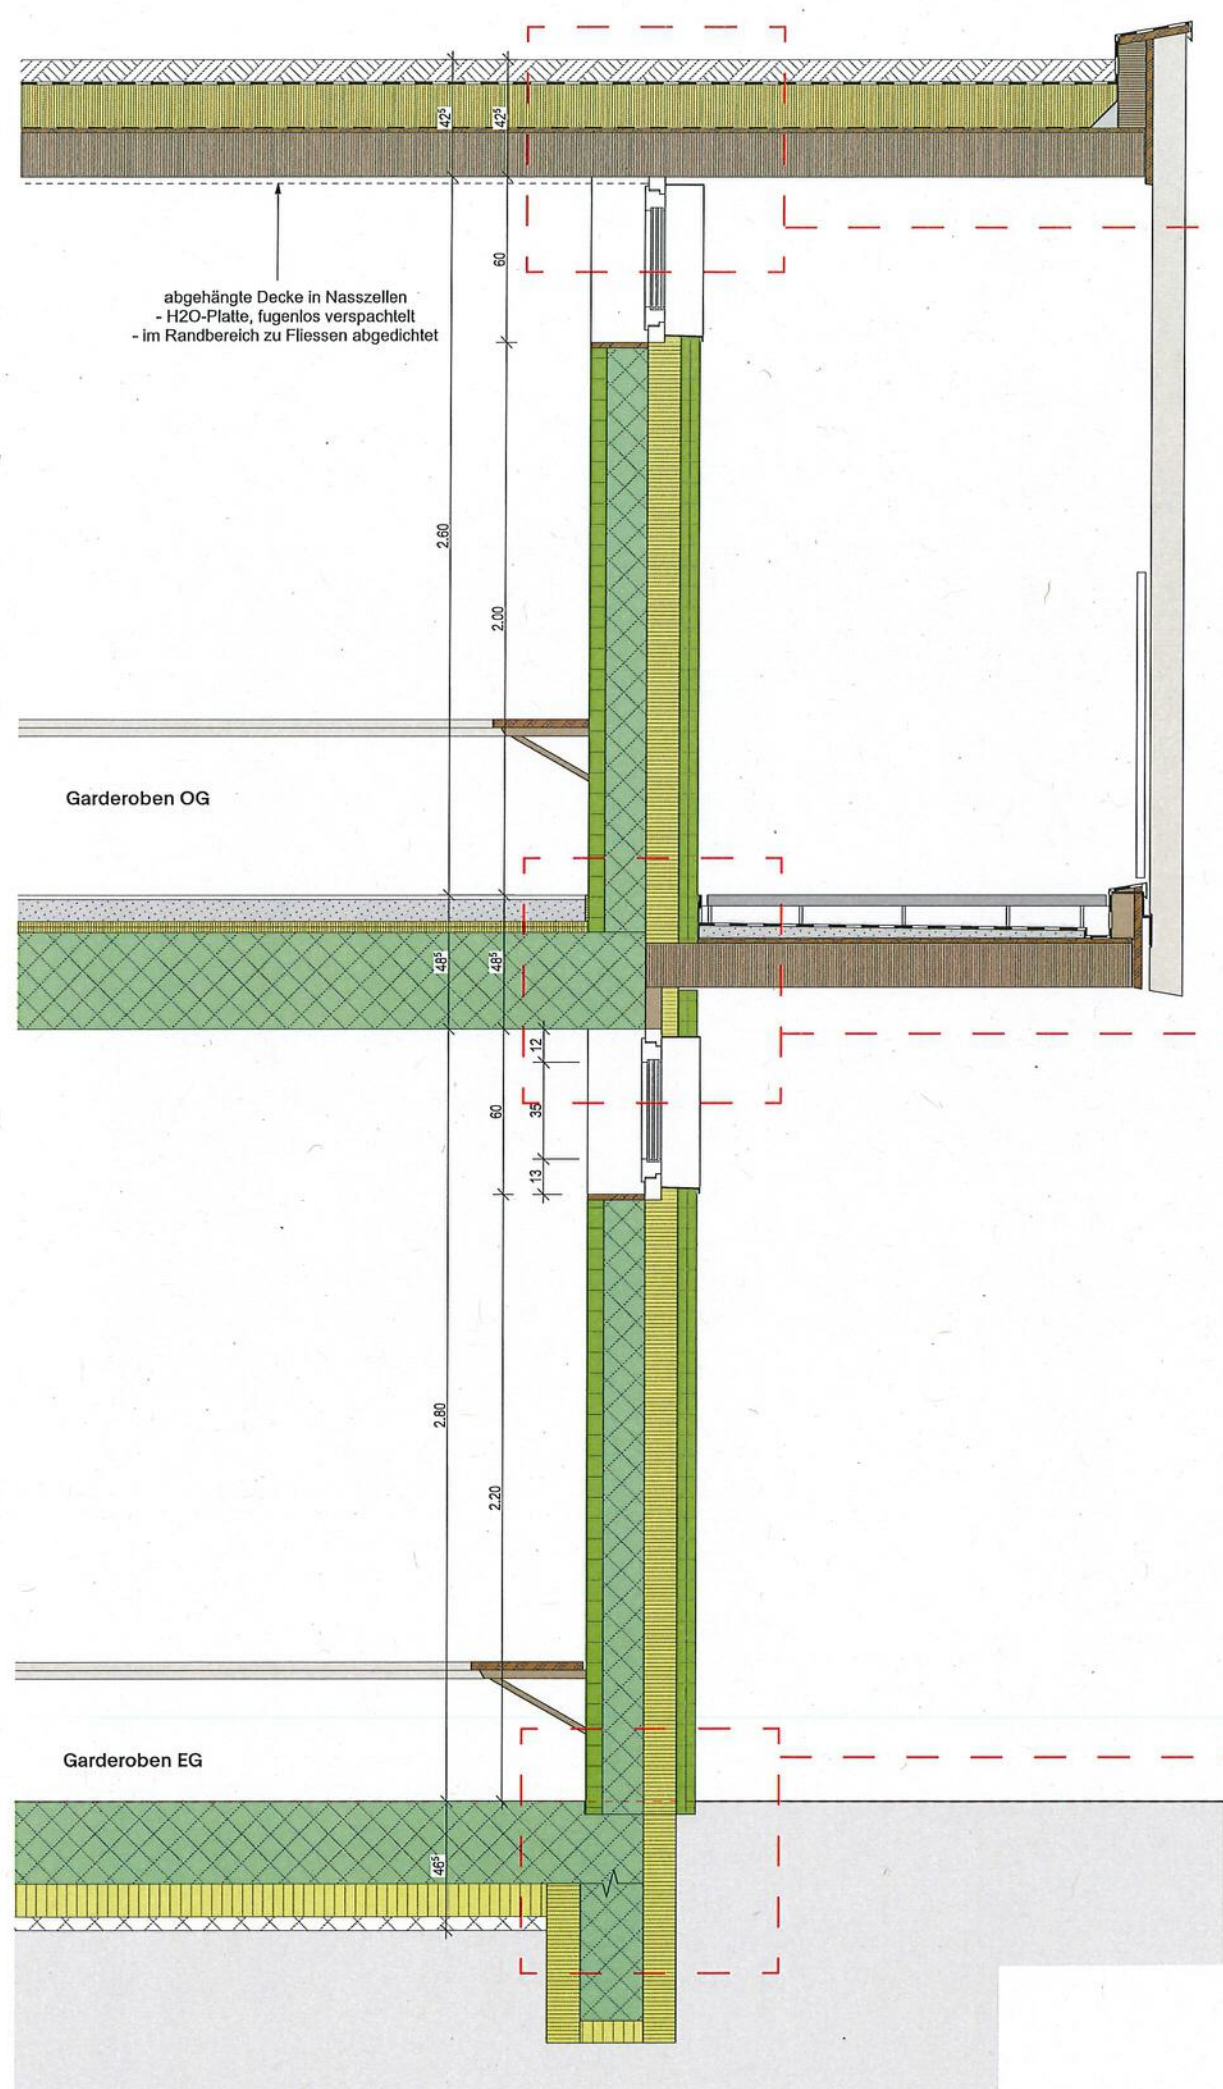 42⁵
42⁵
60
abgehängte Decke in Nasszellen
- H2O-Platte, fugenlos verspachtelt
- im Randbereich zu Fliessen abgedichtet
2.60
2.00
Garderoben OG
48⁵
48⁵
12
60
35
13
2.80
2.20
Garderoben EG
46⁵